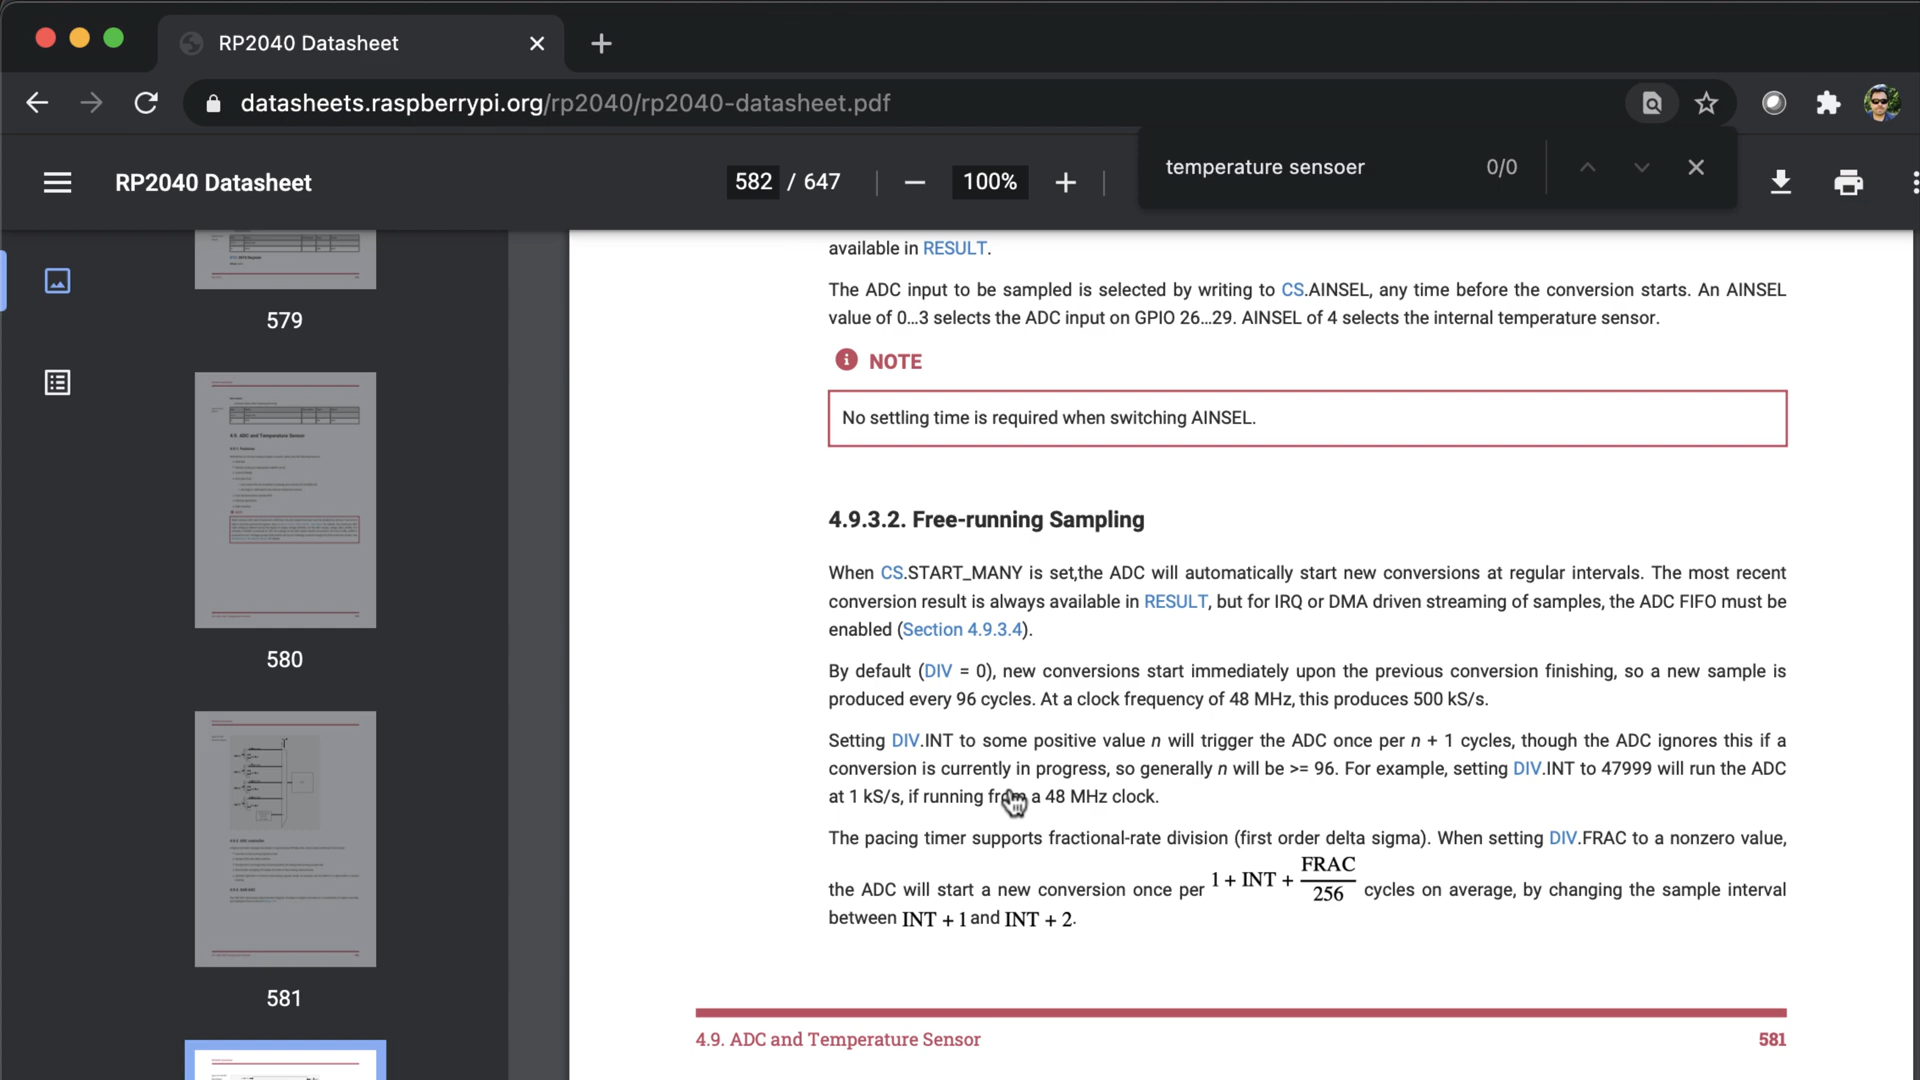 RP2040 Datasheet
datasheets.raspberrypi.org/rp2040/rp2040-datasheet.pdf
RP2040 Datasheet
582 / 647
100%
temperature sensoer
0/0
579
580
581
available in RESULT.
The ADC input to be sampled is selected by writing to CS.AINSEL, any time before the conversion starts. An AINSEL
value of 0…3 selects the ADC input on GPIO 26…29. AINSEL of 4 selects the internal temperature sensor.
NOTE
No settling time is required when switching AINSEL.
4.9.3.2. Free-running Sampling
When CS.START_MANY is set,the ADC will automatically start new conversions at regular intervals. The most recent
conversion result is always available in RESULT, but for IRQ or DMA driven streaming of samples, the ADC FIFO must be
enabled (Section 4.9.3.4).
By default (DIV = 0), new conversions start immediately upon the previous conversion finishing, so a new sample is
produced every 96 cycles. At a clock frequency of 48 MHz, this produces 500 kS/s.
Setting DIV.INT to some positive value n will trigger the ADC once per n + 1 cycles, though the ADC ignores this if a
conversion is currently in progress, so generally n will be >= 96. For example, setting DIV.INT to 47999 will run the ADC
at 1 kS/s, if running from a 48 MHz clock.
The pacing timer supports fractional-rate division (first order delta sigma). When setting DIV.FRAC to a nonzero value,
the ADC will start a new conversion once per 1 + INT + FRAC/256 cycles on average, by changing the sample interval
between INT + 1 and INT + 2.
4.9. ADC and Temperature Sensor
581